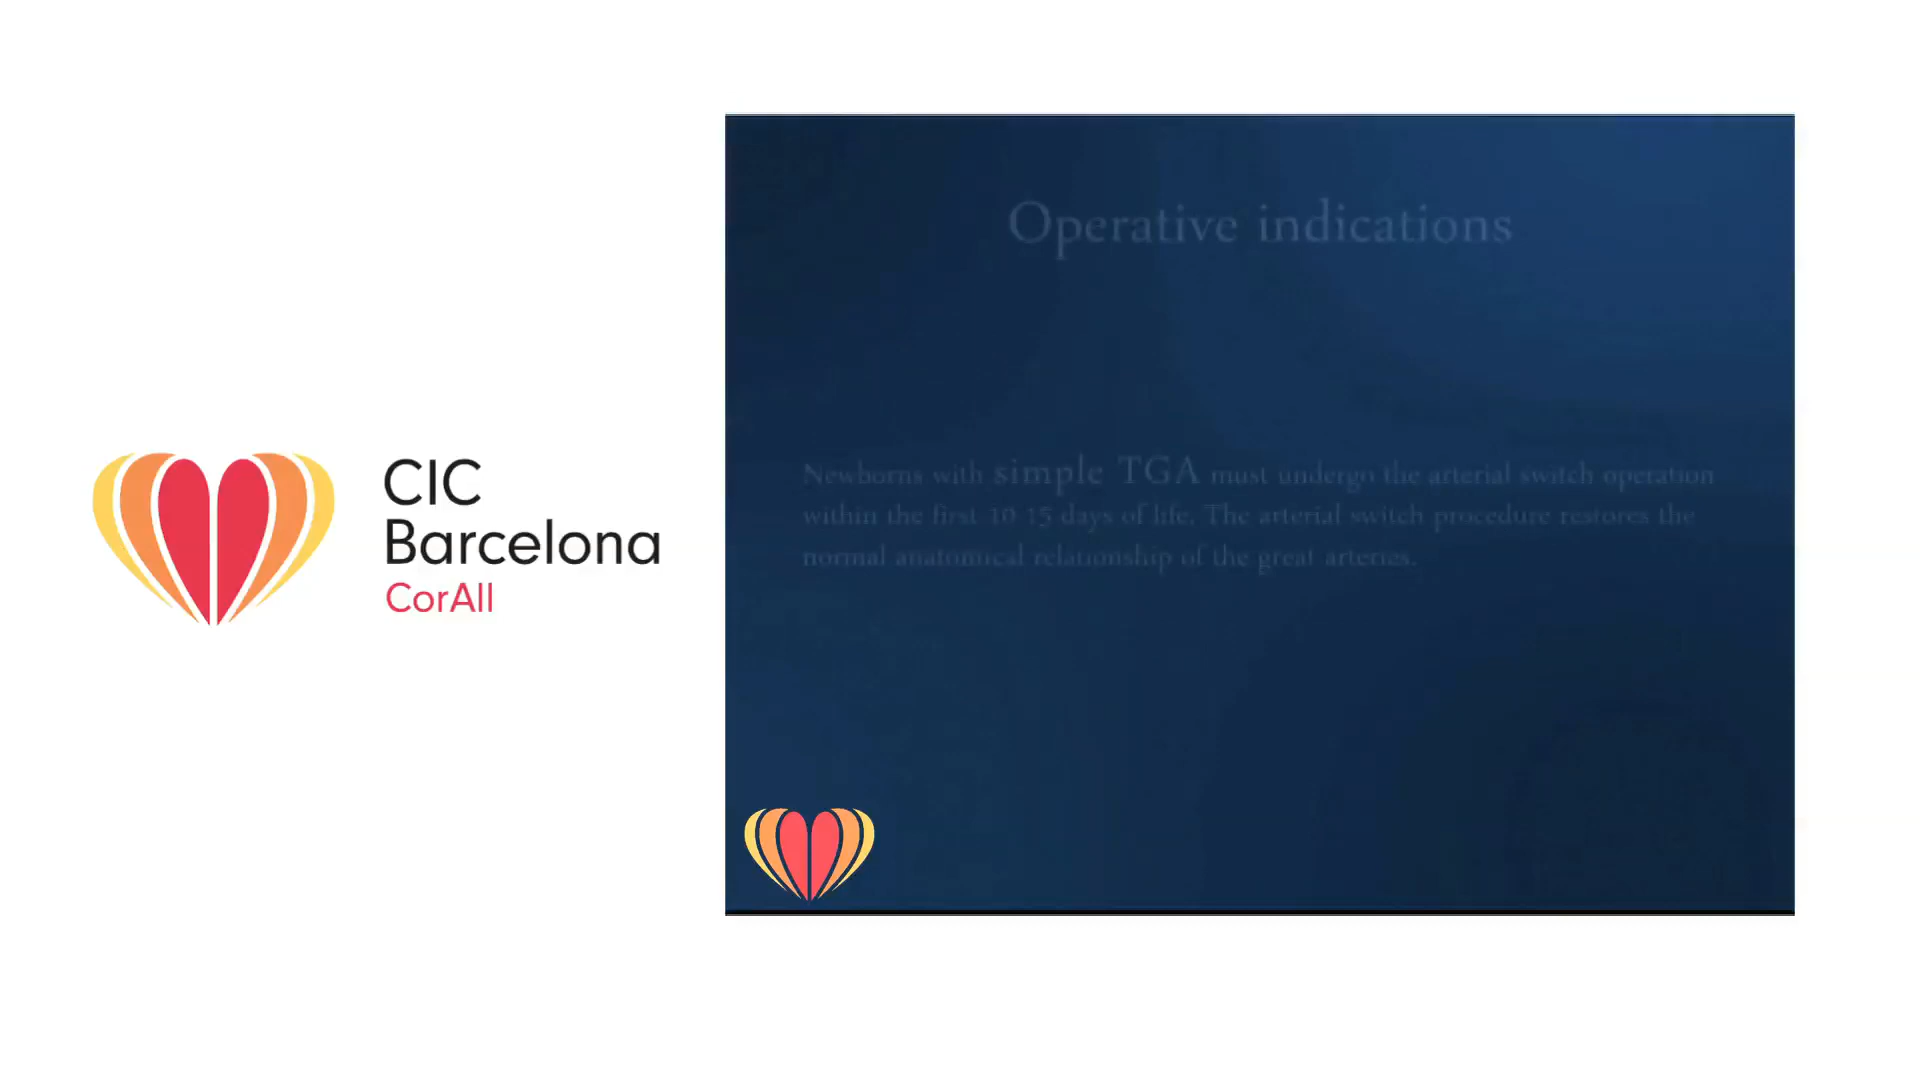 CIC
Barcelona
CorAll
Operative indications
Newborns with simple TGA must undergo the arterial switch operation
within the first 10-15 days of life. The arterial switch procedure restores the
normal anatomical relationship of the great arteries.